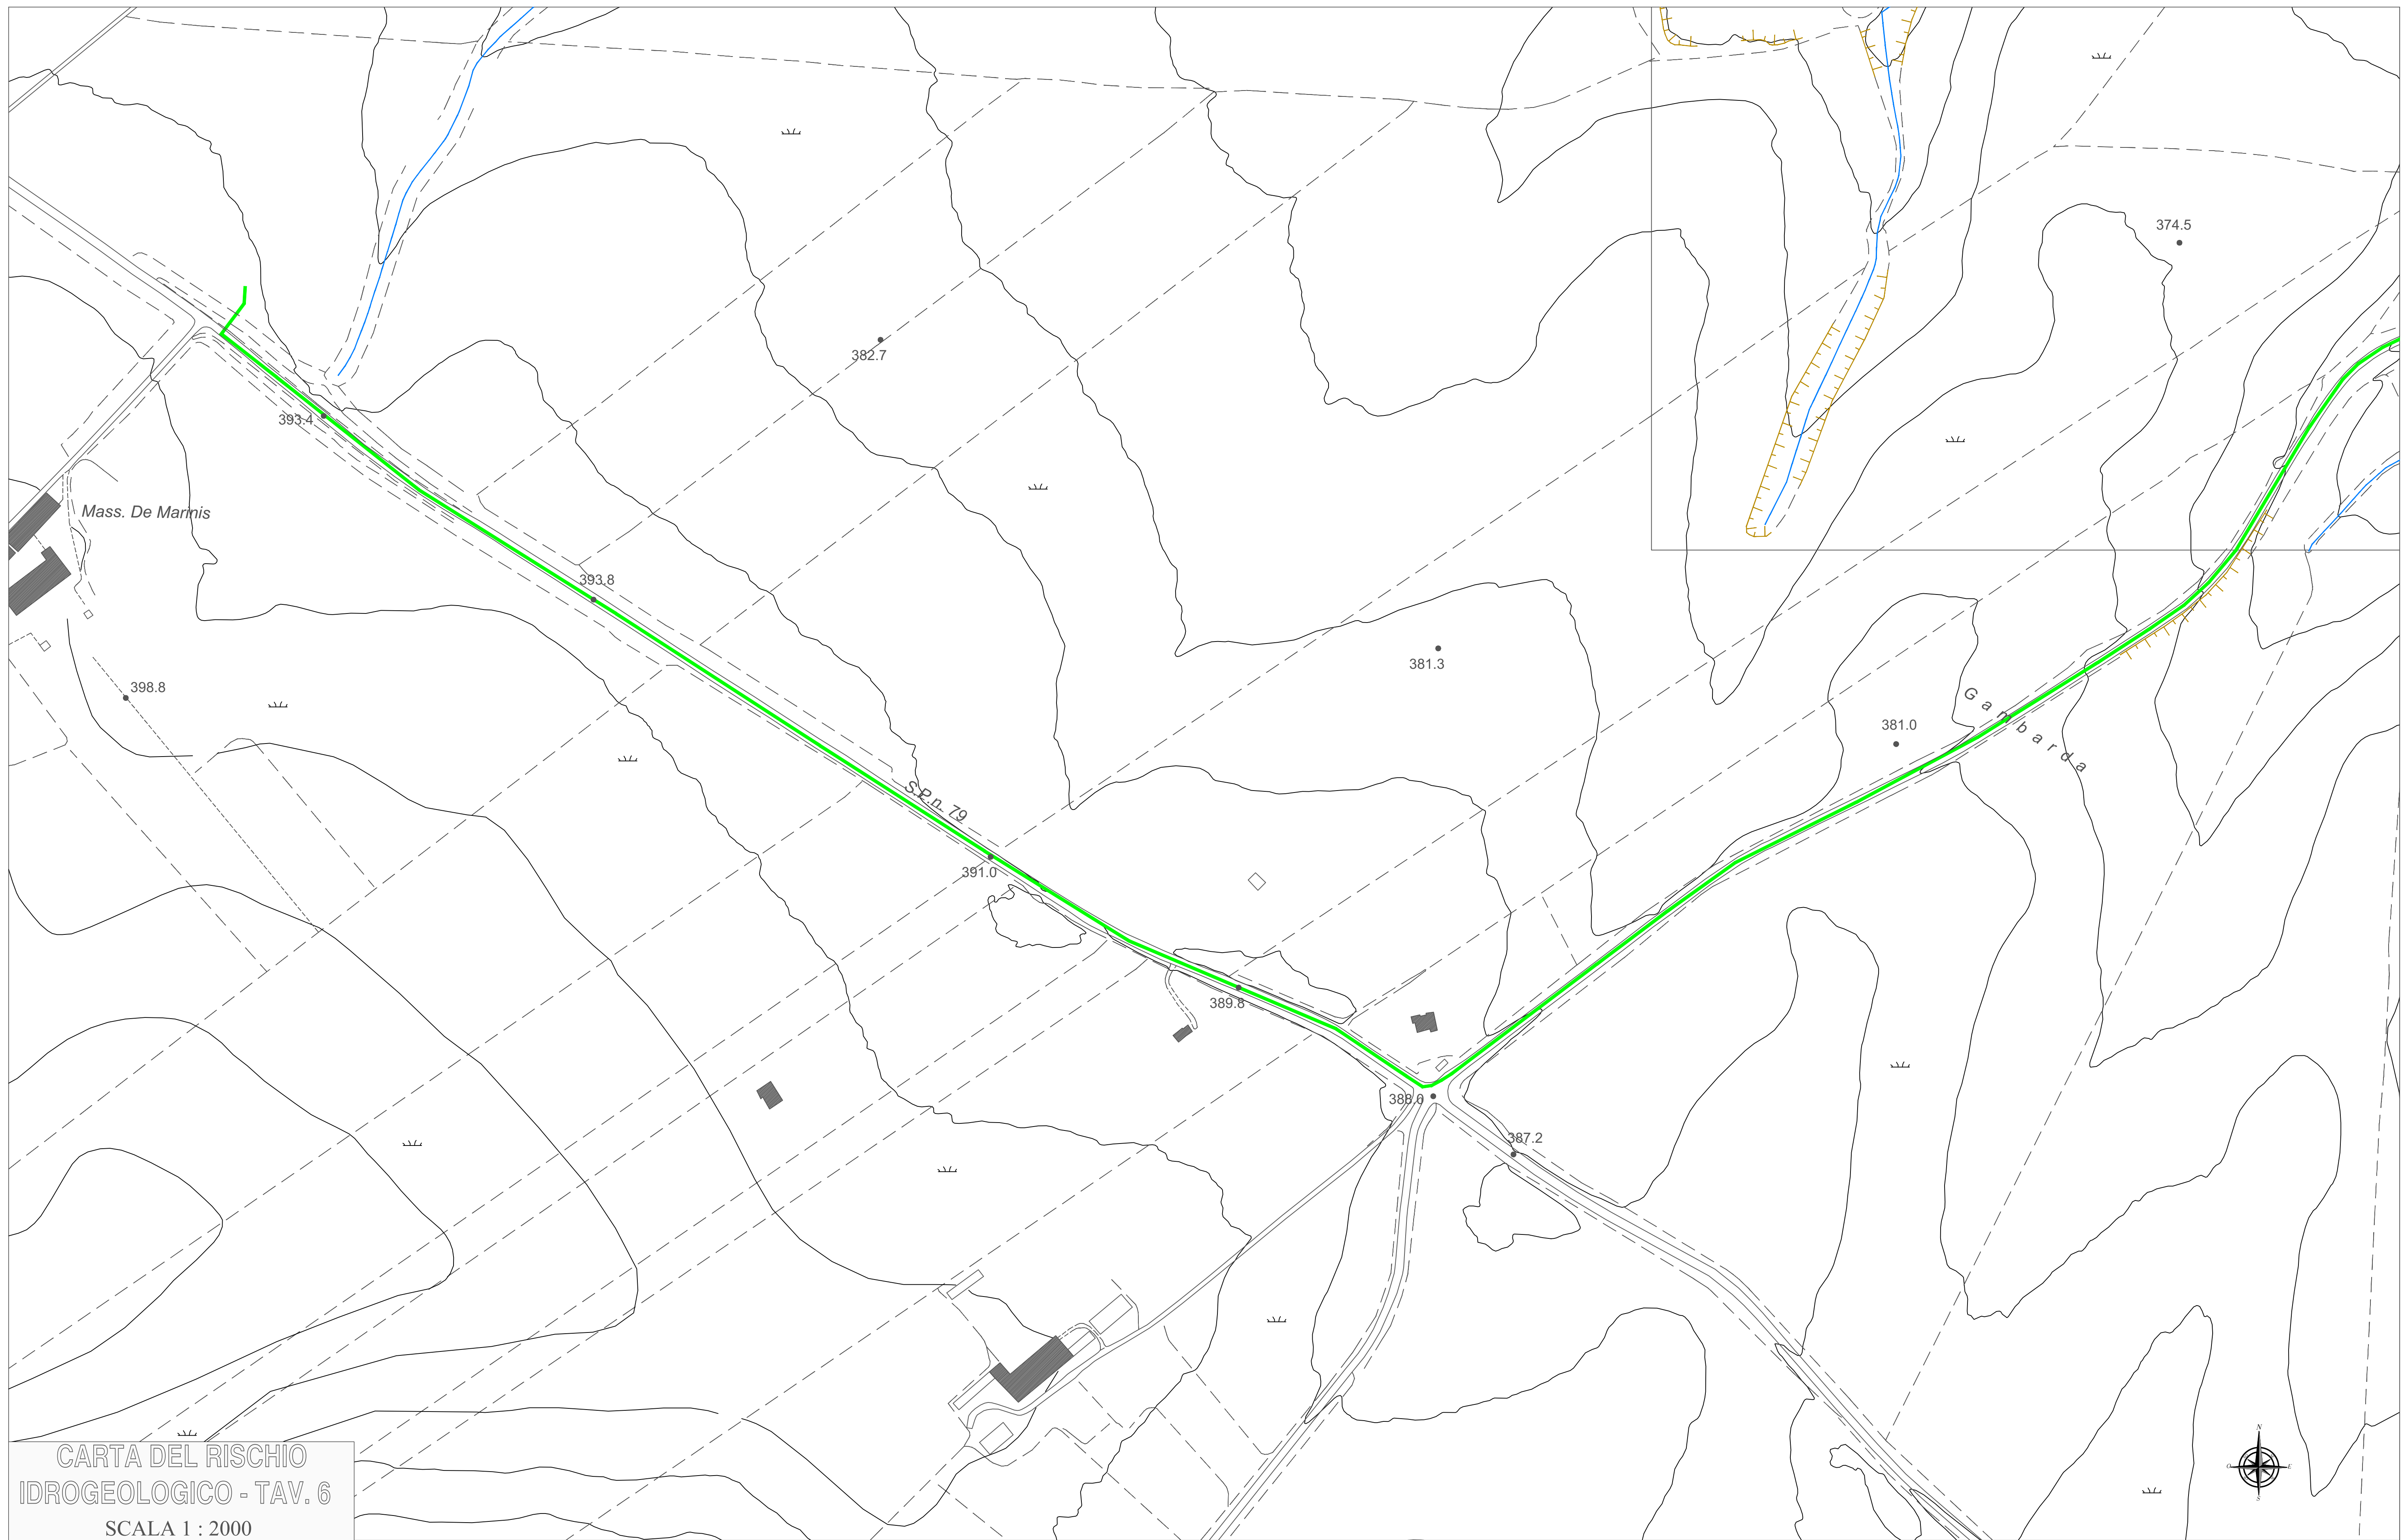 374.5
382.7
393.4
Mass. De Marinis
393.8
381.3
398.8
Gambarda
381.0
S.P.n. 79
391.0
389.8
388.6
387.2
CARTA DEL RISCHIO
IDROGEOLOGICO - TAV. 6
SCALA 1 : 2000
N
O E
S